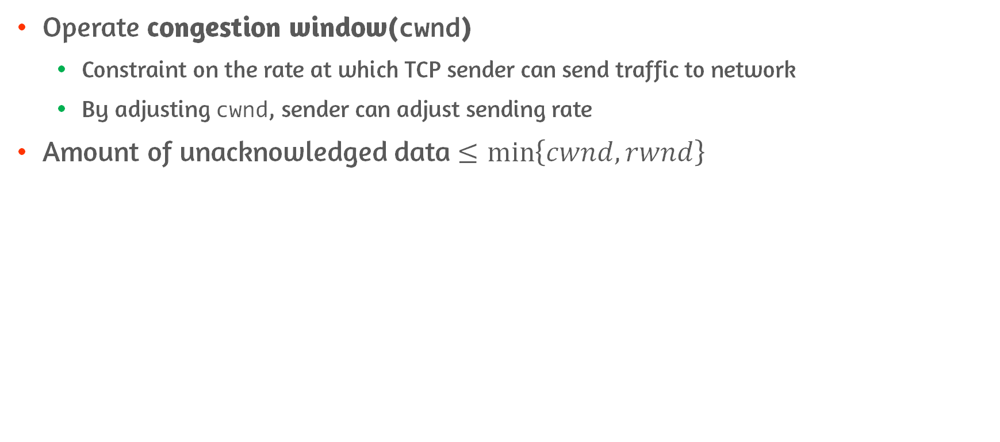 • Operate congestion window(cwnd)
• Constraint on the rate at which TCP sender can send traffic to network
• By adjusting cwnd, sender can adjust sending rate
• Amount of unacknowledged data ≤ min{cwnd, rwnd}